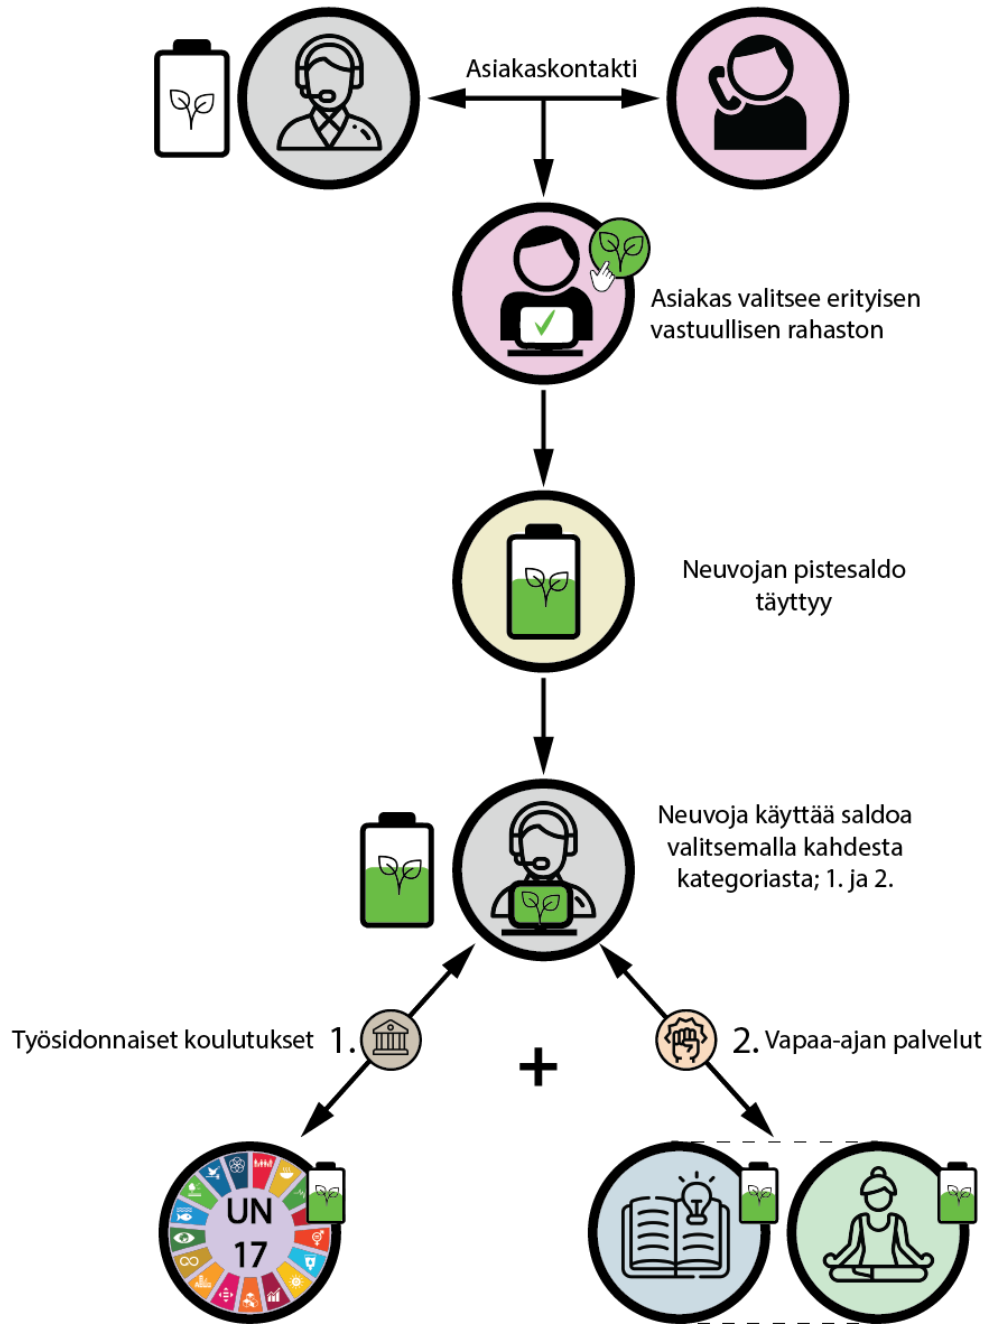 Asiakaskontakti
Asiakas valitsee erityisen
vastuullisen rahaston
Neuvojan pistesaldo
täyttyy
Neuvoja käyttää saldoa
valitsemalla kahdesta
kategoriasta; 1. ja 2.
Työsidonnaiset koulutukset 1.
+
2. Vapaa-ajan palvelut
UN
17